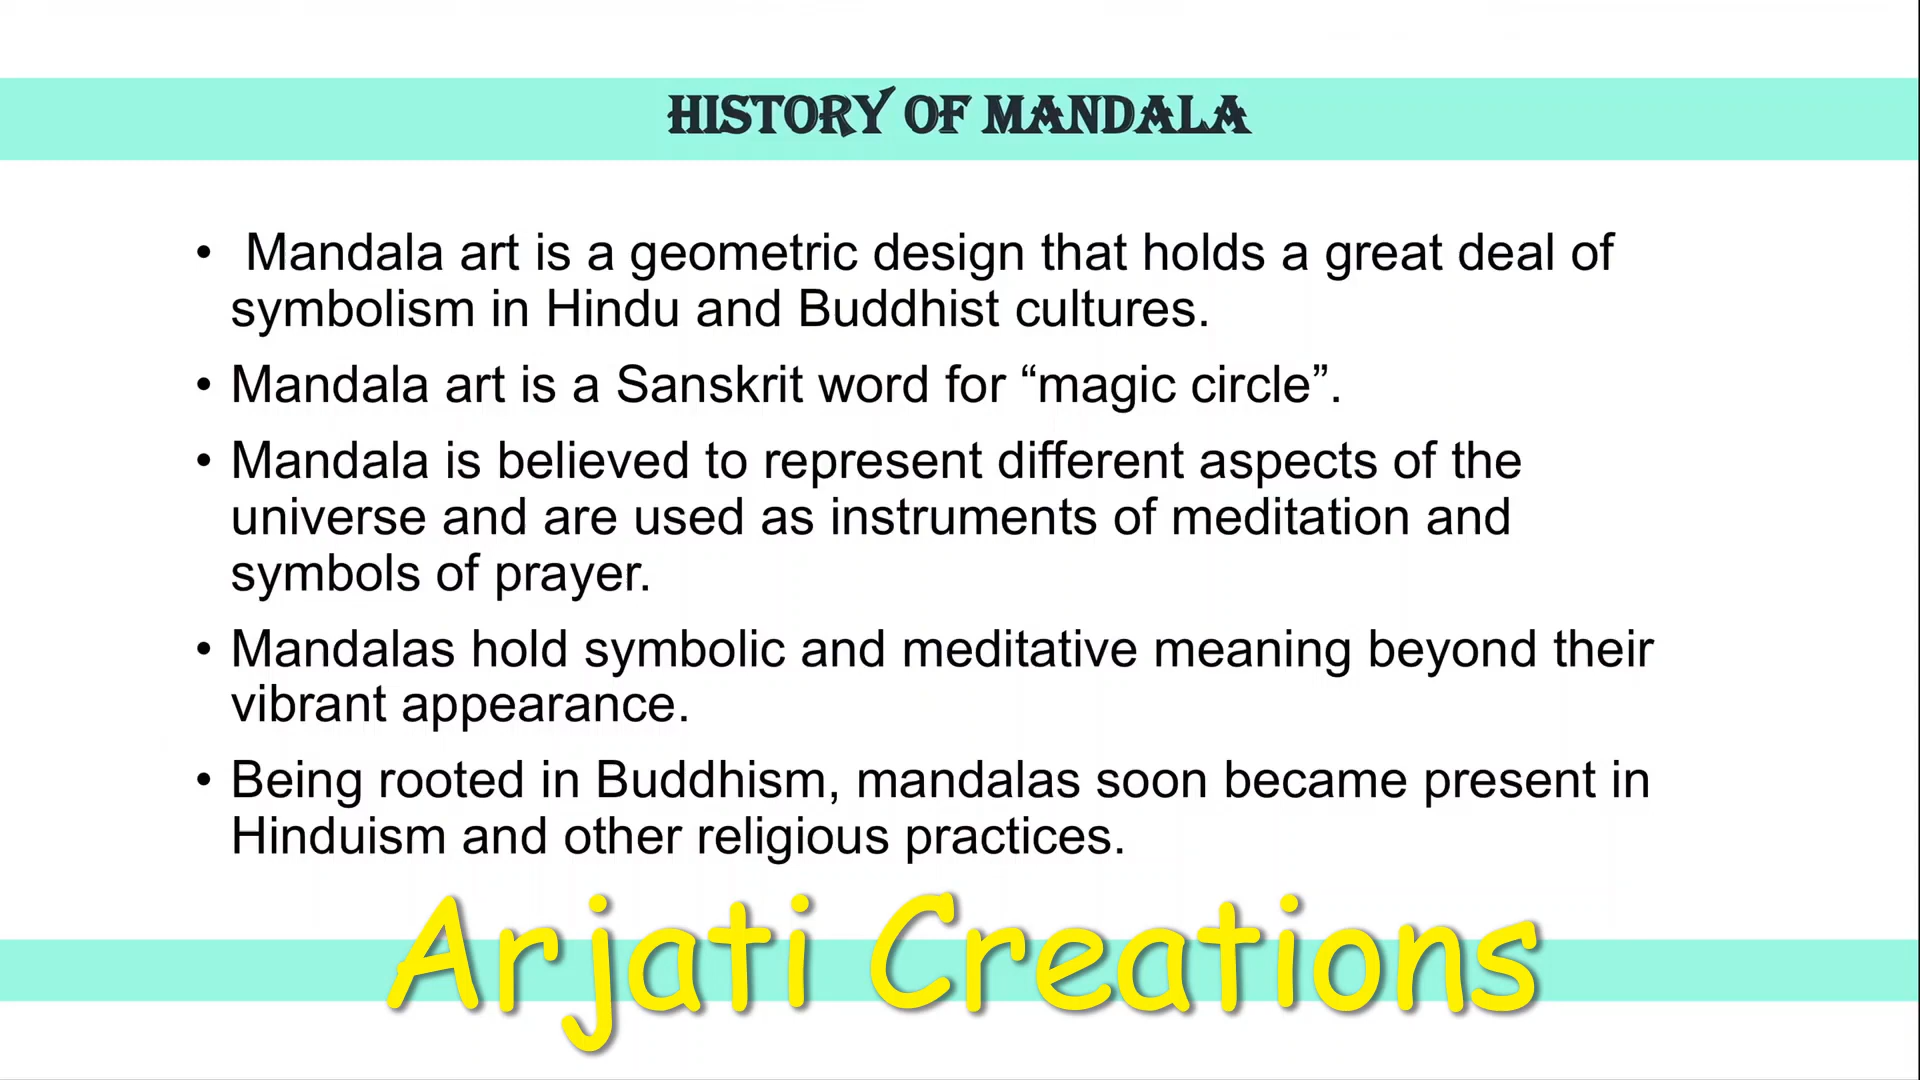 HISTORY OF MANDALA
• Mandala art is a geometric design that holds a great deal of
symbolism in Hindu and Buddhist cultures.
• Mandala art is a Sanskrit word for “magic circle”.
• Mandala is believed to represent different aspects of the
universe and are used as instruments of meditation and
symbols of prayer.
• Mandalas hold symbolic and meditative meaning beyond their
vibrant appearance.
• Being rooted in Buddhism, mandalas soon became present in
Hinduism and other religious practices.
Arjati Creations